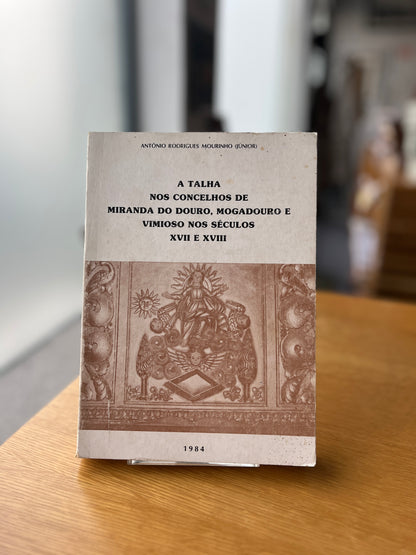 ANTÓNIO RODRIGUES MOURINHO (JÚNIOR)
A TALHA
NOS CONCELHOS DE
MIRANDA DO DOURO, MOGADOURO E
VIMIOSO NOS SÉCULOS
XVII E XVIII
1984